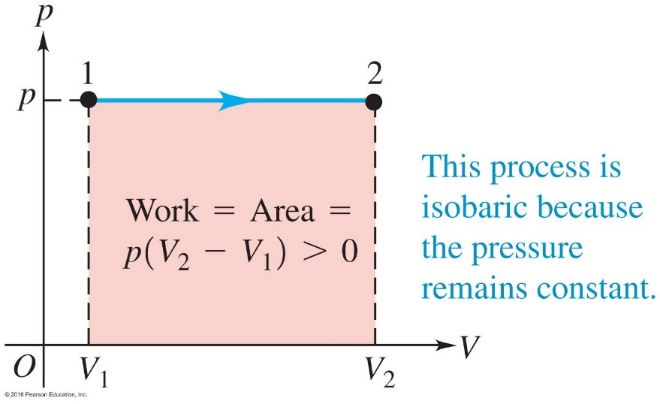 p
1
2
p
Work = Area =
p(V₂ − V₁) > 0
This process is
isobaric because
the pressure
remains constant.
O
V₁
V₂
V
© 2016 Pearson Education, Inc.